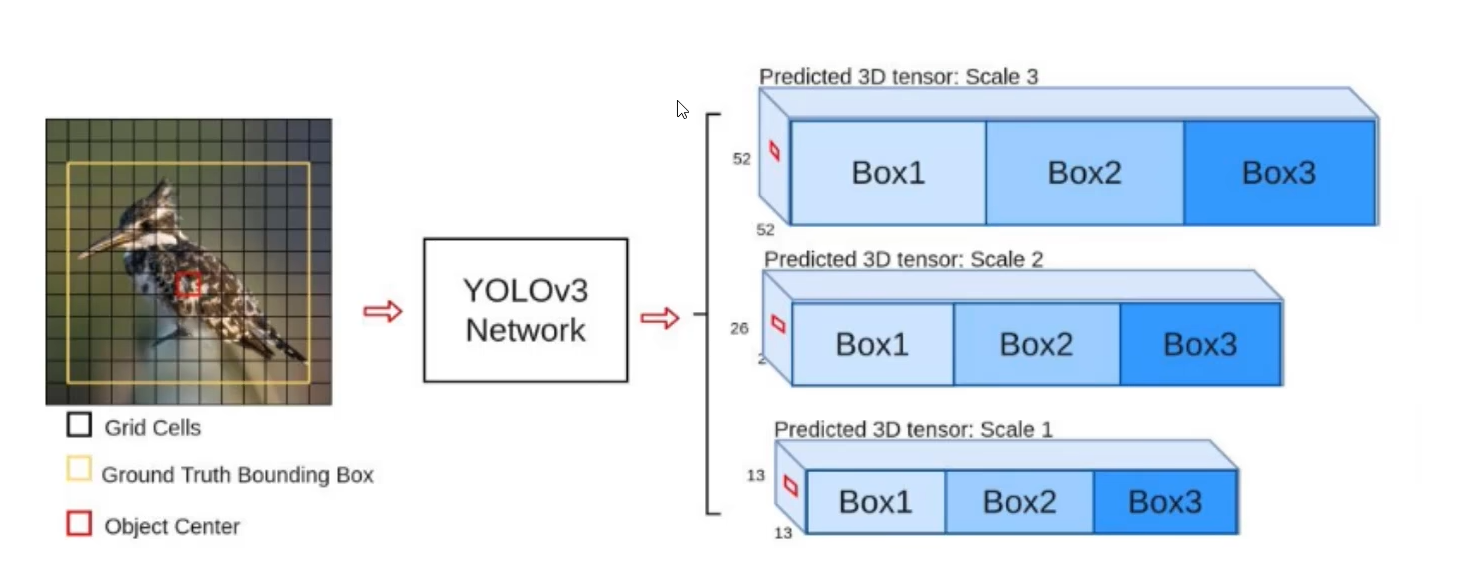 Predicted 3D tensor: Scale 3
52
Box1
Box2
Box3
52
Predicted 3D tensor: Scale 2
26
Box1
Box2
Box3
2
Predicted 3D tensor: Scale 1
13
Box1
Box2
Box3
13
YOLOv3
Network
Grid Cells
Ground Truth Bounding Box
Object Center